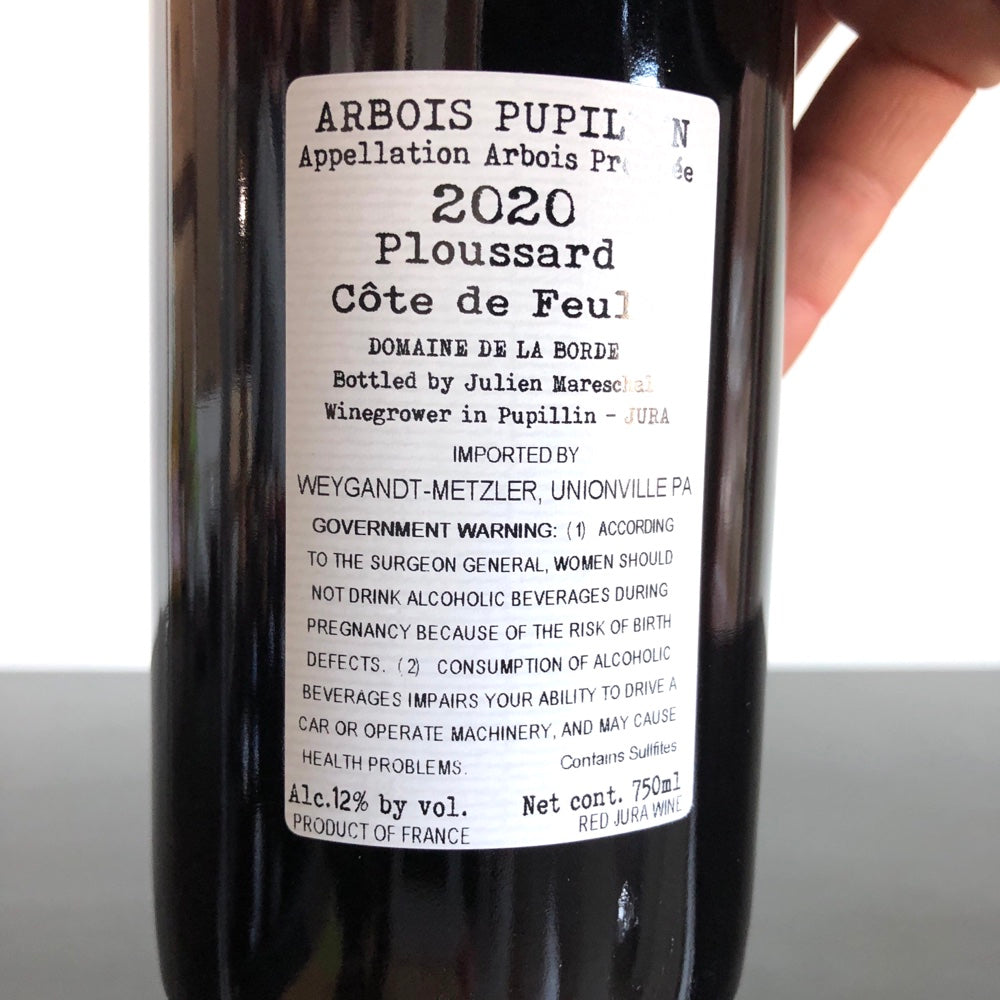 ARBOIS
Appellation Arbois
2020
Ploussard
Côte de
DOMAINE DE LA BORDE
Bottled by Julien Mareschal
Winegrower in Pupillin - JURA
IMPORTED BY
WEYGANDT-METZLER, UNIONVILLE PA
GOVERNMENT WARNING: (1) ACCORDING
TO THE SURGEON GENERAL, WOMEN SHOULD
NOT DRINK ALCOHOLIC BEVERAGES DURING
PREGNANCY BECAUSE OF THE RISK OF BIRTH
DEFECTS. (2) CONSUMPTION OF ALCOHOLIC
BEVERAGES IMPAIRS YOUR ABILITY TO DRIVE A
CAR OR OPERATE MACHINERY, AND MAY CAUSE
HEALTH PROBLEMS. Contains Sullfites
Alc.12% by vol. Net cont. 750ml
PRODUCT OF FRANCE RED JURA WINE